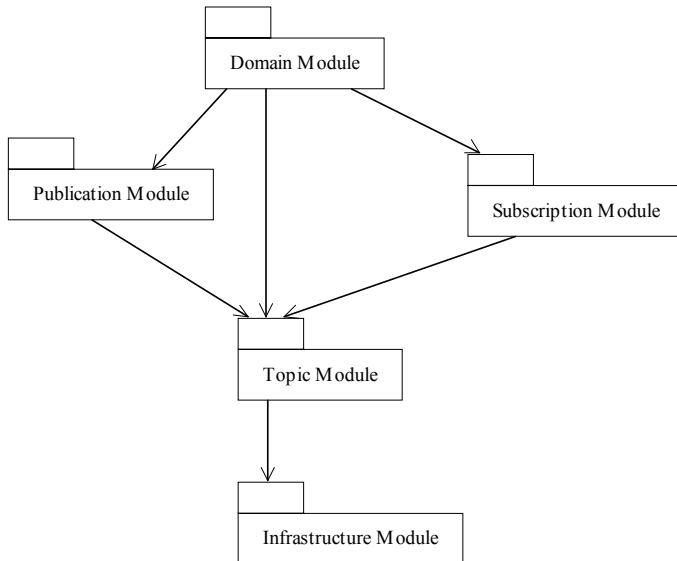 Domain Module
Publication Module
Subscription Module
Topic Module
Infrastructure Module